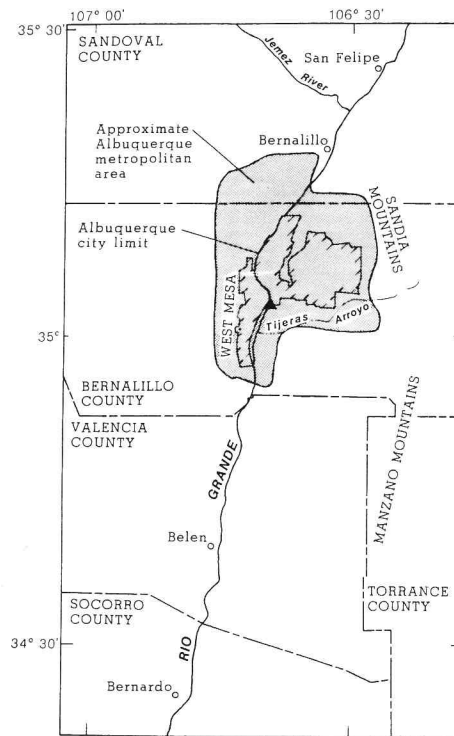 107° 00'
106° 30'
35° 30'
SANDOVAL
COUNTY
Jemez
River
San Felipe
Bernalillo
Approximate
Albuquerque
metropolitan
area
SANDIA
MOUNTAINS
Albuquerque
city limit
WEST MESA
Tijeras
Arroyo
35°
BERNALILLO
COUNTY
VALENCIA
COUNTY
MANZANO MOUNTAINS
GRANDE
Belen
SOCORRO
COUNTY
TORRANCE
COUNTY
34° 30'
RIO
Bernardo